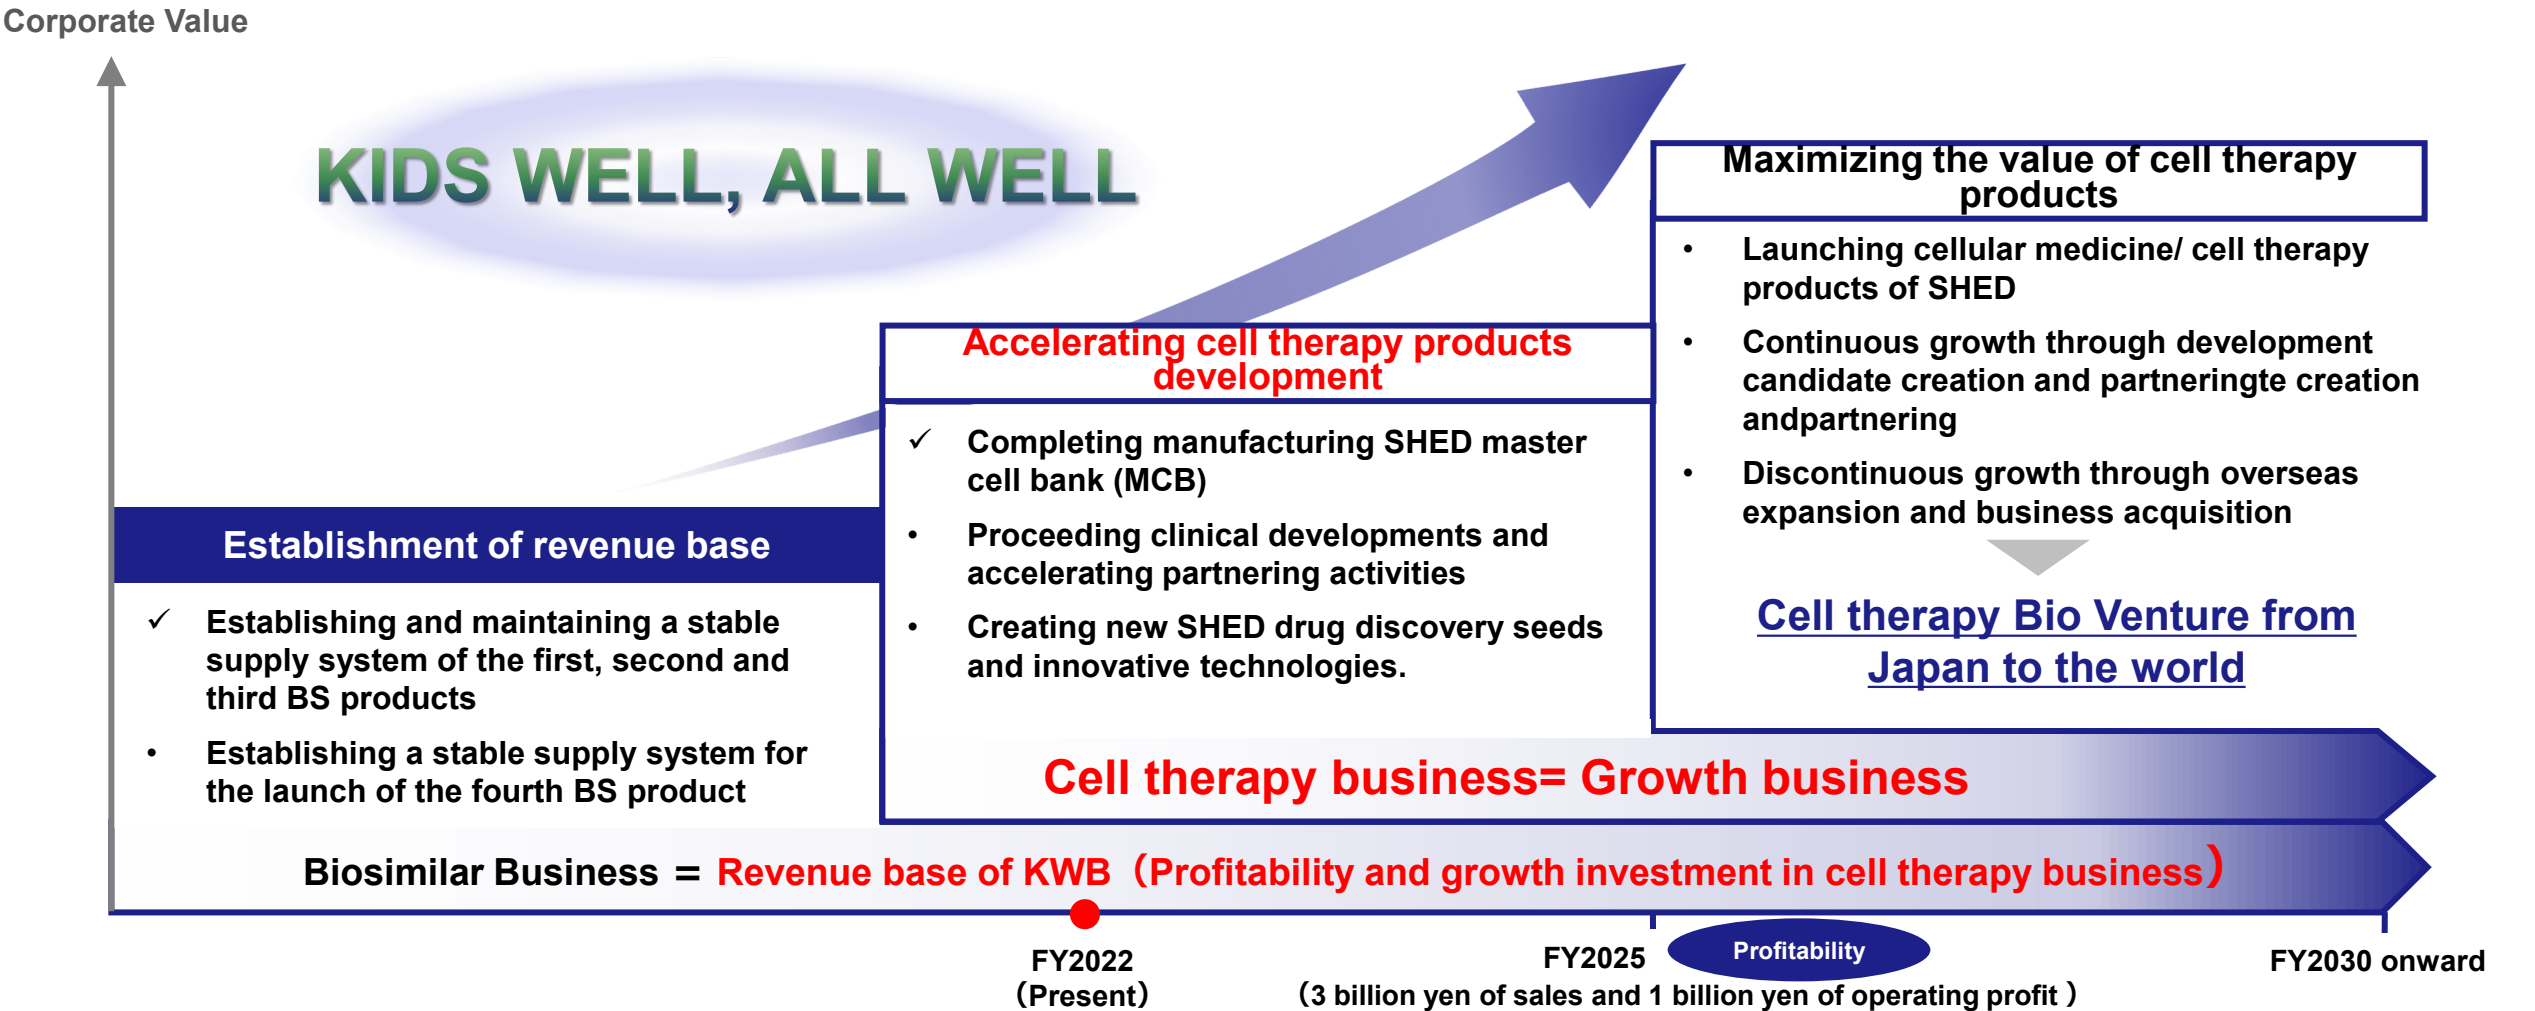 Corporate Value
KIDS WELL, ALL WELL
Maximizing the value of cell therapy
products
• Launching cellular medicine/ cell therapy
products of SHED
• Continuous growth through development
candidate creation and partneringte creation
andpartnering
• Discontinuous growth through overseas
expansion and business acquisition
Cell therapy Bio Venture from
Japan to the world
Accelerating cell therapy products
development
✓ Completing manufacturing SHED master
cell bank (MCB)
• Proceeding clinical developments and
accelerating partnering activities
• Creating new SHED drug discovery seeds
and innovative technologies.
Establishment of revenue base
✓ Establishing and maintaining a stable
supply system of the first, second and
third BS products
• Establishing a stable supply system for
the launch of the fourth BS product
Cell therapy business= Growth business
Biosimilar Business = Revenue base of KWB（Profitability and growth investment in cell therapy business）
FY2022
（Present）
FY2025
Profitability
（3 billion yen of sales and 1 billion yen of operating profit ）
FY2030 onward